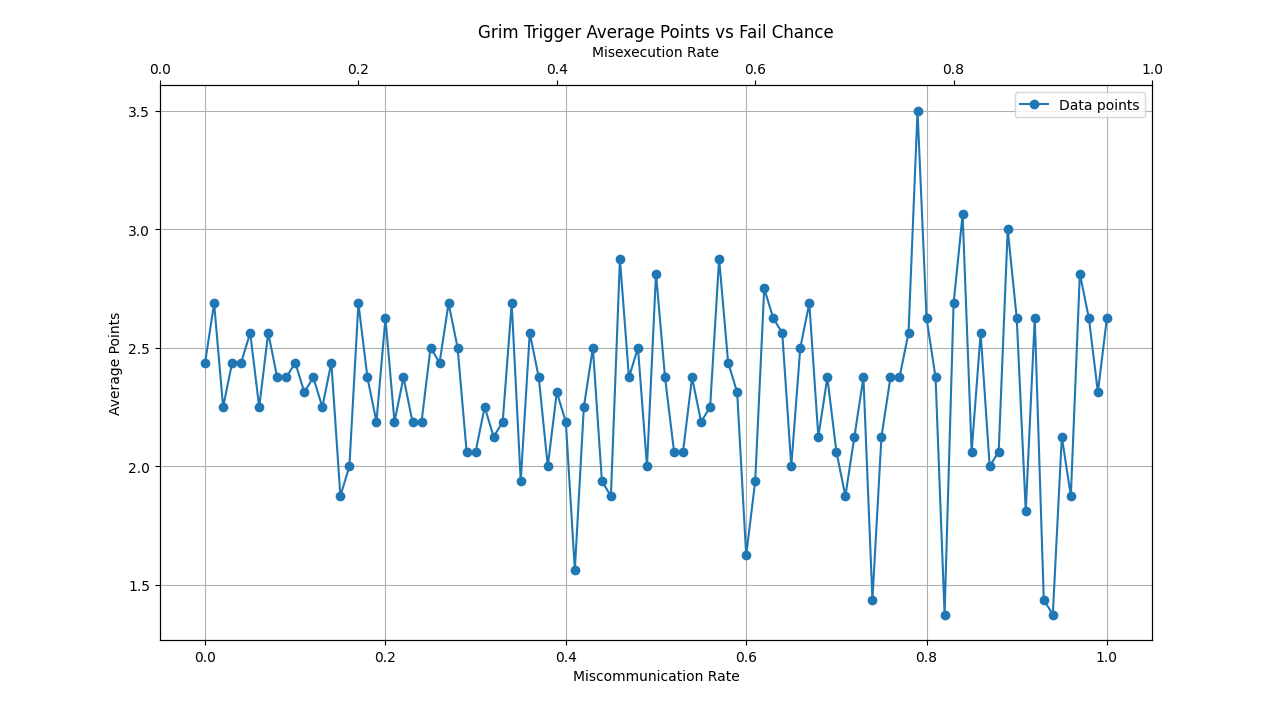 Grim Trigger Average Points vs Fail Chance
Misexecution Rate
0.0 0.2 0.4 0.6 0.8 1.0
Data points
3.5
3.0
2.5
2.0
1.5
Average Points
0.0 0.2 0.4 0.6 0.8 1.0
Miscommunication Rate